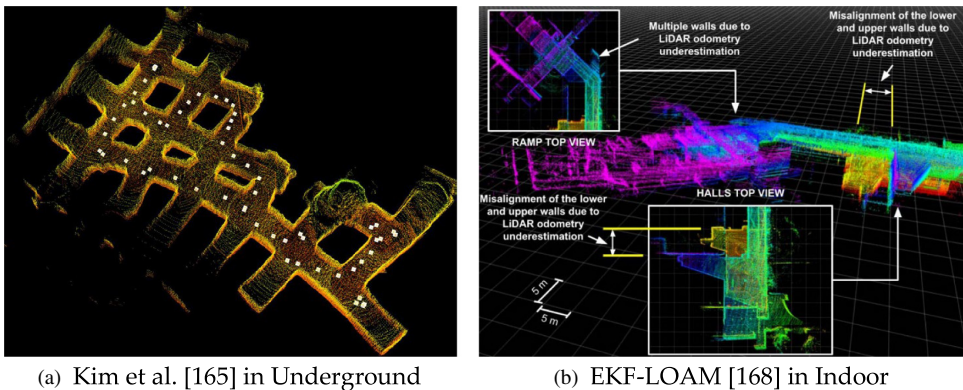 Multiple walls due to
LiDAR odometry
underestimation
Misalignment of the lower
and upper walls due to
LiDAR odometry
underestimation
RAMP TOP VIEW
HALLS TOP VIEW
Misalignment of the lower
and upper walls due to
LiDAR odometry
underestimation
5 m
5 m
(a) Kim et al. [165] in Underground
(b) EKF-LOAM [168] in Indoor